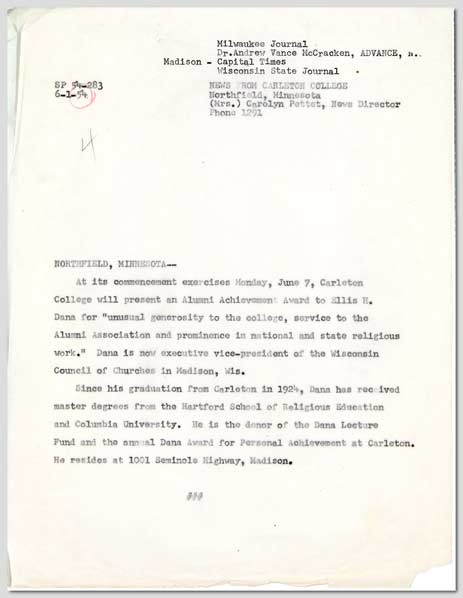 Milwaukee Journal
Dr.Andrew Vance McCracken, ADVANCE, N..
Madison - Capital Times
Wisconsin State Journal .
SP 54-283
6-1-54
NEWS FROM CARLETON COLLEGE
Northfield, Minnesota
(Mrs.) Carolyn Pettet, News Director
Phone 1291
4
NORTHFIELD, MINNESOTA--
At its commencement exercises Monday, June 7, Carleton
College will present an Alumni Achievement Award to Ellis H.
Dana for "unusual generosity to the college, service to the
Alumni Association and prominence in national and state religious
work." Dana is now executive vice-president of the Wisconsin
Council of Churches in Madison, Wis.
Since his graduation from Carleton in 1924, Dana has received
master degrees from the Hartford School of Religious Education
and Columbia University. He is the donor of the Dana Lecture
Fund and the annual Dana Award for Personal Achievement at Carleton.
He resides at 1001 Seminole Highway, Madison.
###